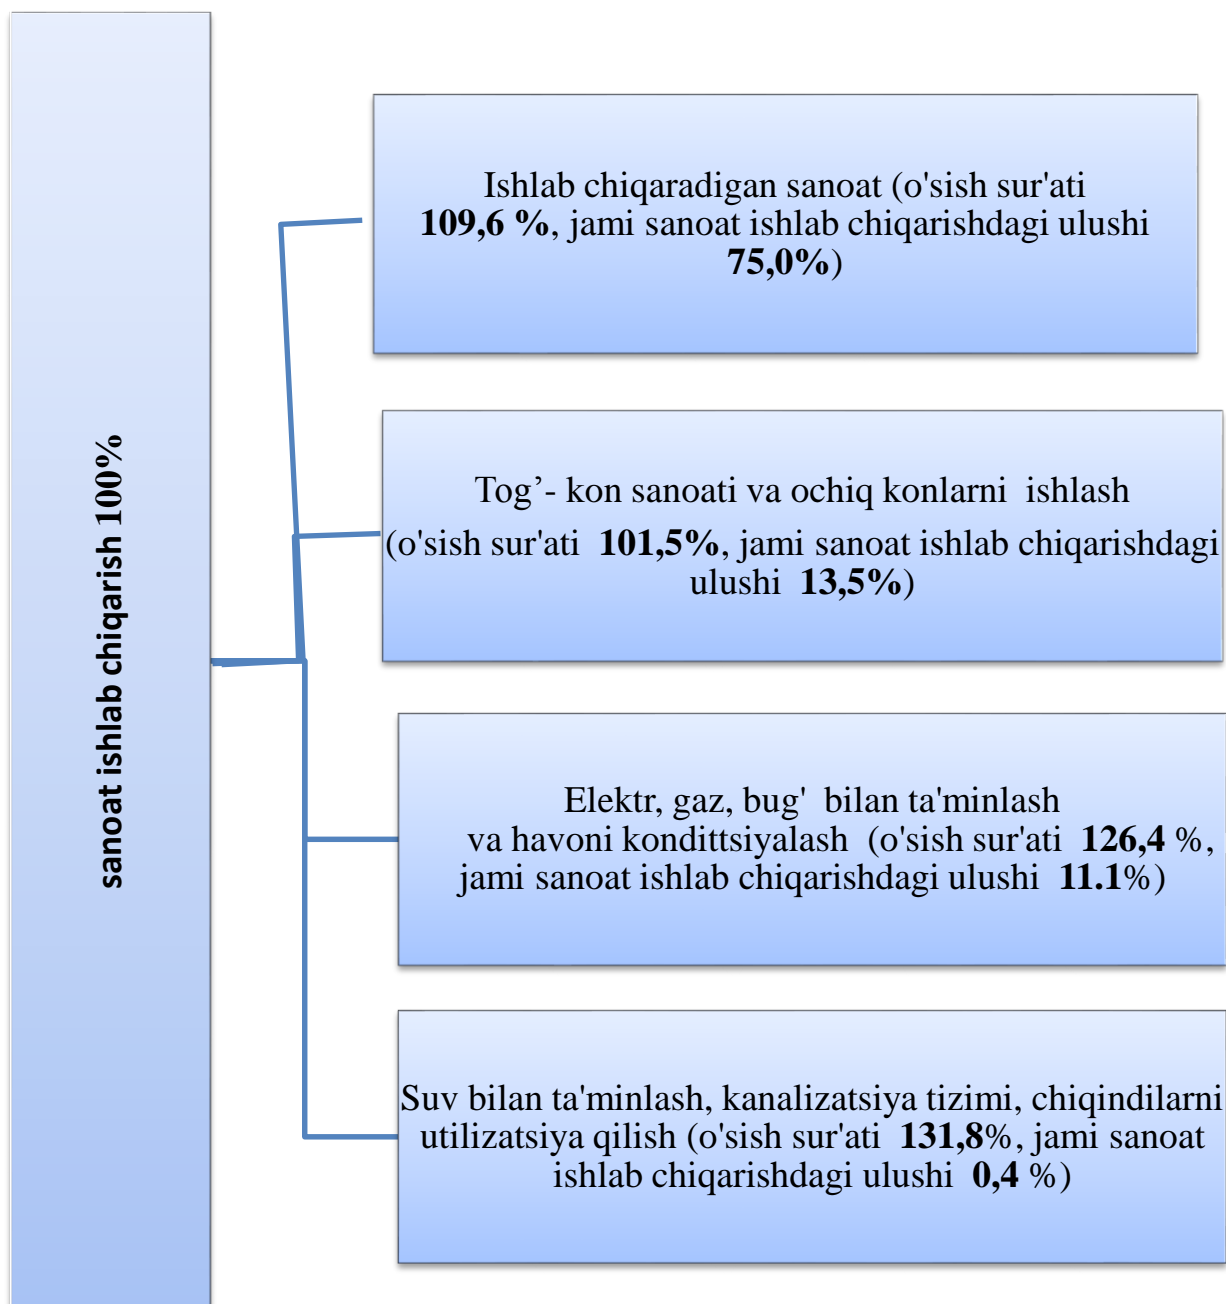 sanoat ishlab chiqarish 100%
Ishlab chiqaradigan sanoat (o'sish sur'ati
109,6 %, jami sanoat ishlab chiqarishdagi ulushi
75,0%)
Tog’- kon sanoati va ochiq konlarni ishlash
(o'sish sur'ati 101,5%, jami sanoat ishlab chiqarishdagi
ulushi 13,5%)
Elektr, gaz, bug' bilan ta'minlash
va havoni kondittsiyalash (o'sish sur'ati 126,4 %,
jami sanoat ishlab chiqarishdagi ulushi 11.1%)
Suv bilan ta'minlash, kanalizatsiya tizimi, chiqindilarni
utilizatsiya qilish (o'sish sur'ati 131,8%, jami sanoat
ishlab chiqarishdagi ulushi 0,4 %)